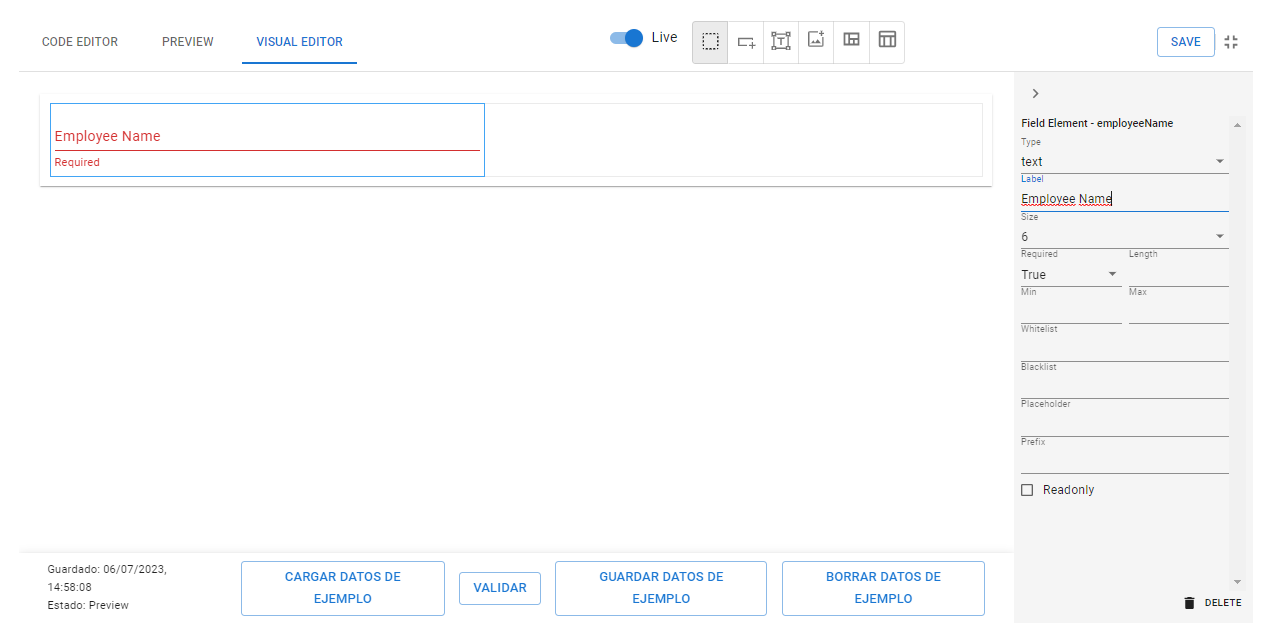 CODE EDITOR PREVIEW VISUAL EDITOR Live SAVE
Employee Name
Required
Field Element - employeeName
Type
text
Label
Employee Name
Size
6
Required Length
True
Min Max
Whitelist
Blacklist
Placeholder
Prefix
Readonly
DELETE
Guardado: 06/07/2023,
14:58:08
Estado: Preview
CARGAR DATOS DE
EJEMPLO
VALIDAR
GUARDAR DATOS DE
EJEMPLO
BORRAR DATOS DE
EJEMPLO